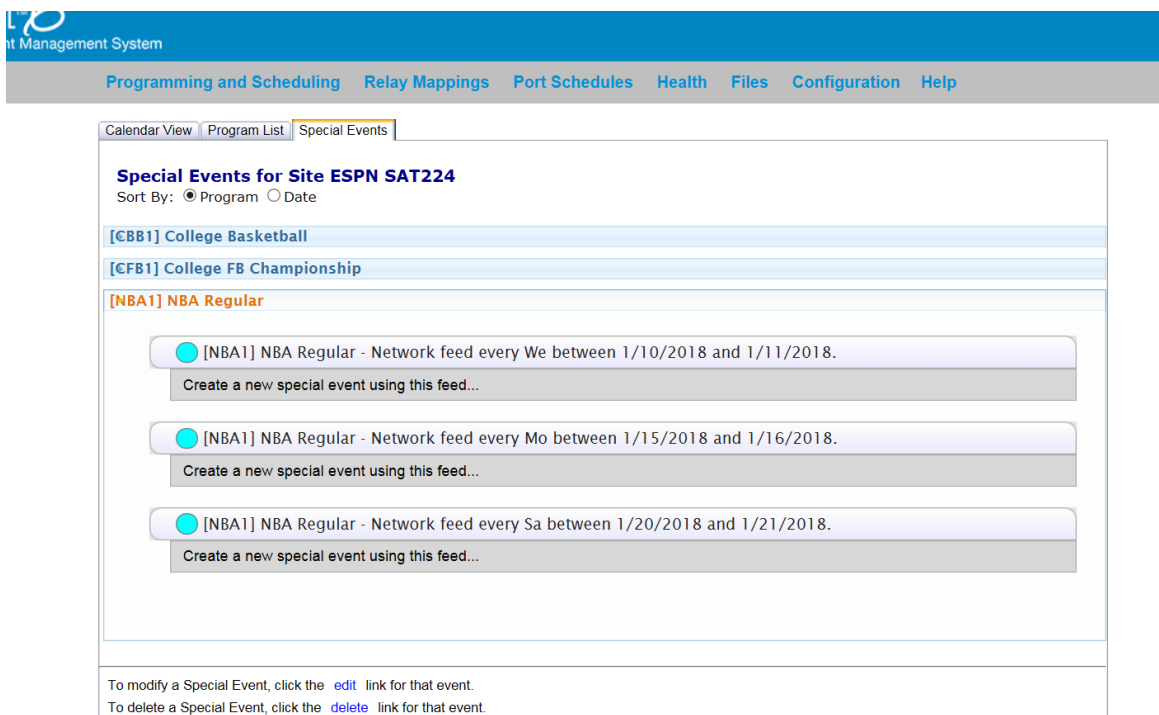 nt Management System
Programming and Scheduling Relay Mappings Port Schedules Health Files Configuration Help
Calendar View Program List Special Events
Special Events for Site ESPN SAT224
Sort By: Program Date
[CBB1] College Basketball
[CFB1] College FB Championship
[NBA1] NBA Regular
[NBA1] NBA Regular - Network feed every We between 1/10/2018 and 1/11/2018.
Create a new special event using this feed...
[NBA1] NBA Regular - Network feed every Mo between 1/15/2018 and 1/16/2018.
Create a new special event using this feed...
[NBA1] NBA Regular - Network feed every Sa between 1/20/2018 and 1/21/2018.
Create a new special event using this feed...
To modify a Special Event, click the edit link for that event.
To delete a Special Event, click the delete link for that event.